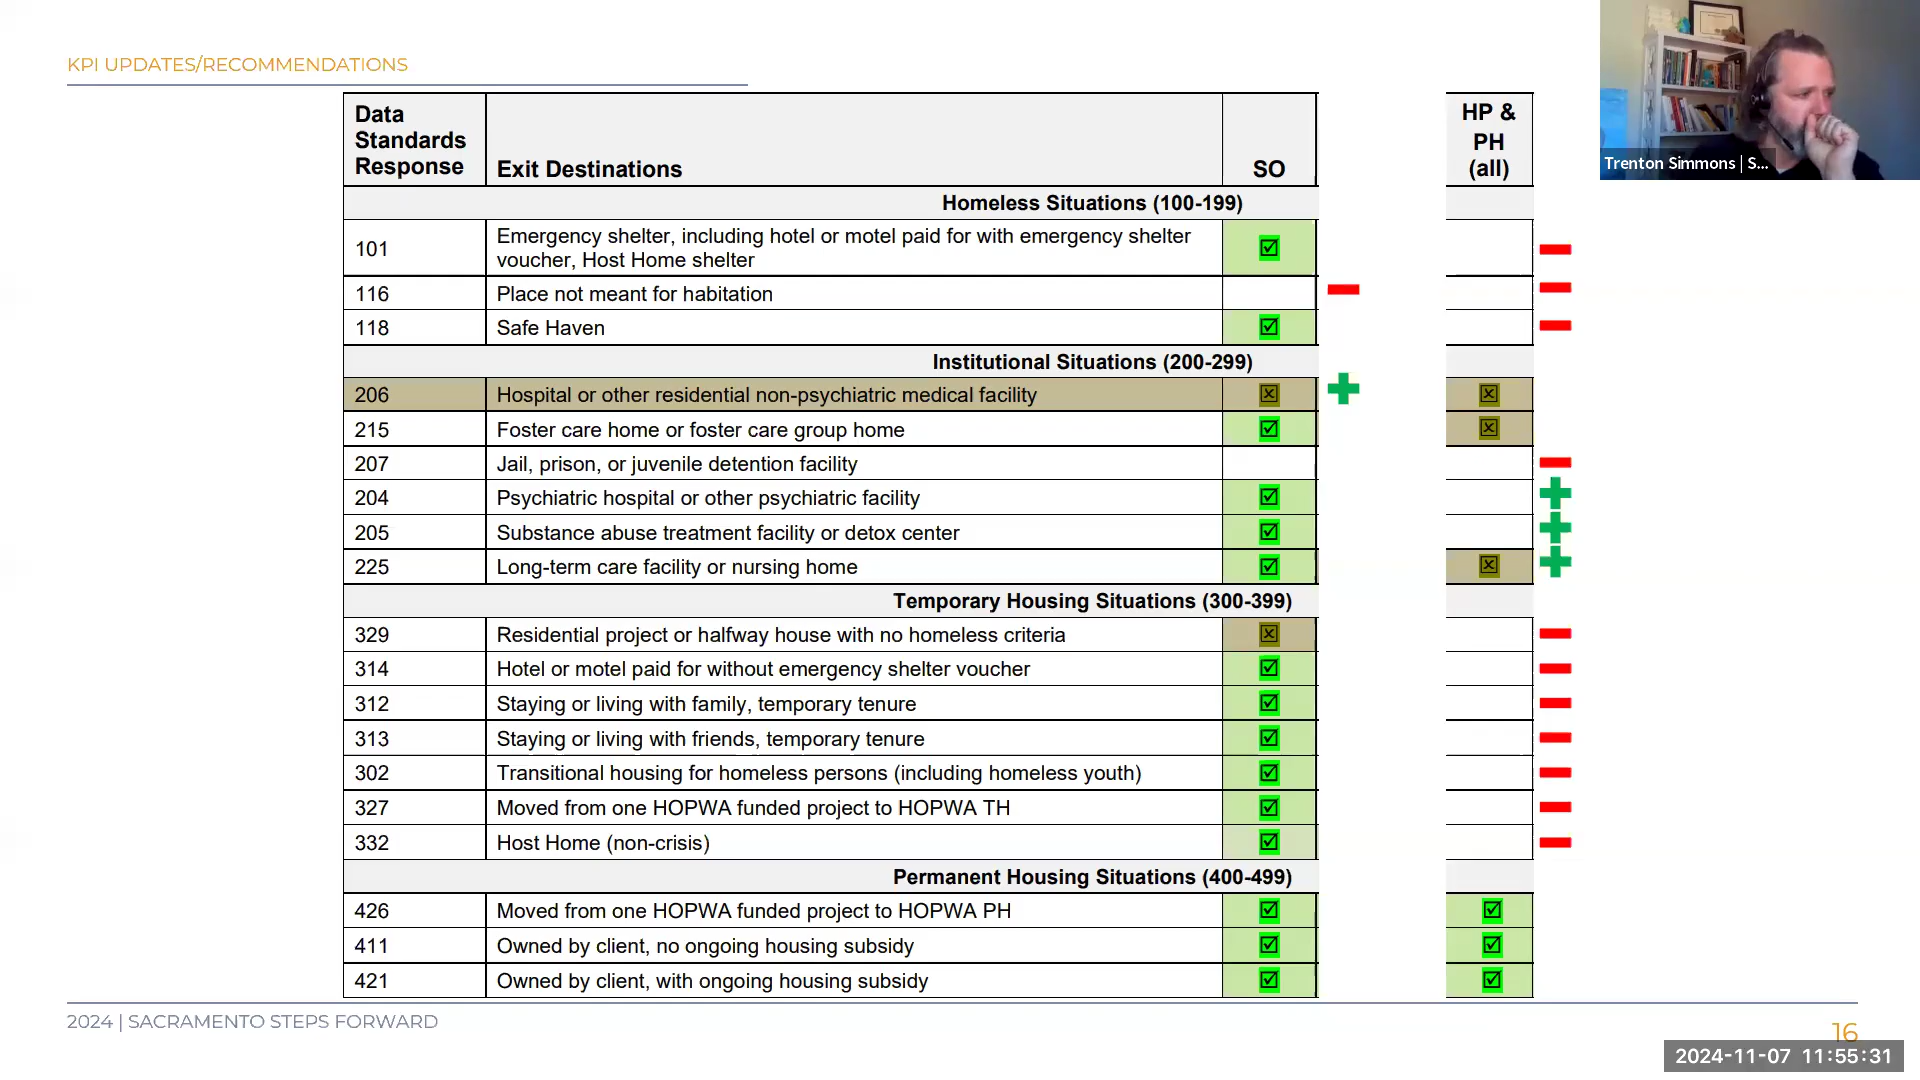 KPI UPDATES/RECOMMENDATIONS
Data Standards Response
Exit Destinations
SO
HP & PH (all)
Homeless Situations (100-199)
101 Emergency shelter, including hotel or motel paid for with emergency shelter
voucher, Host Home shelter
116 Place not meant for habitation
118 Safe Haven
Institutional Situations (200-299)
206 Hospital or other residential non-psychiatric medical facility
215 Foster care home or foster care group home
207 Jail, prison, or juvenile detention facility
204 Psychiatric hospital or other psychiatric facility
205 Substance abuse treatment facility or detox center
225 Long-term care facility or nursing home
Temporary Housing Situations (300-399)
329 Residential project or halfway house with no homeless criteria
314 Hotel or motel paid for without emergency shelter voucher
312 Staying or living with family, temporary tenure
313 Staying or living with friends, temporary tenure
302 Transitional housing for homeless persons (including homeless youth)
327 Moved from one HOPWA funded project to HOPWA TH
332 Host Home (non-crisis)
Permanent Housing Situations (400-499)
426 Moved from one HOPWA funded project to HOPWA PH
411 Owned by client, no ongoing housing subsidy
421 Owned by client, with ongoing housing subsidy
2024 | SACRAMENTO STEPS FORWARD
16
Trenton Simmons | S...
2024-11-07 11:55:31